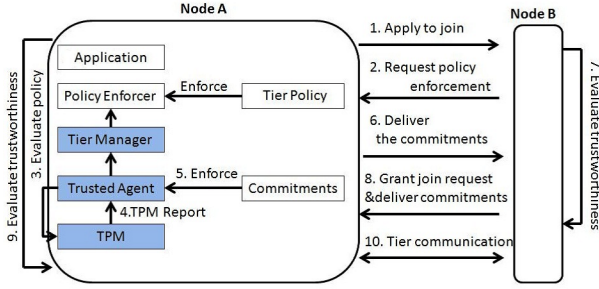 Node A
Node B
9. Evaluate trustworthiness
3. Evaluate policy
Application
Policy Enforcer
Enforce
Tier Policy
Tier Manager
Trusted Agent
5. Enforce
Commitments
4.TPM Report
TPM
1. Apply to join
2. Request policy
enforcement
6. Deliver
the commitments
8. Grant join request
&deliver commitments
10. Tier communication
7. Evaluate trustworthiness